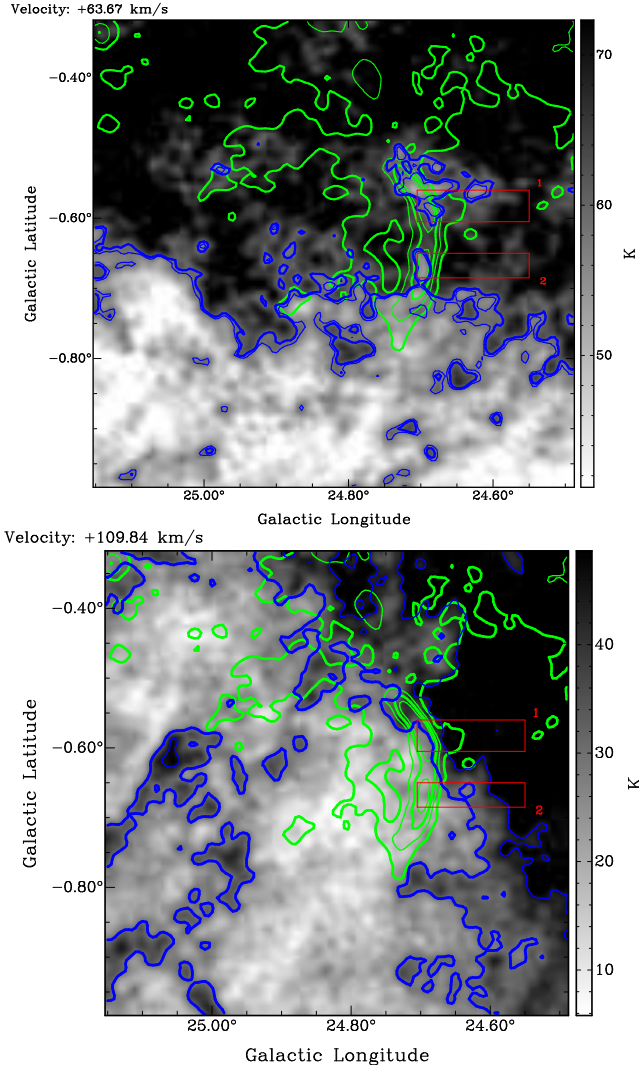 Velocity: +63.67 km/s
70
−0.40°
1
Galactic Latitude
−0.60°
60
K
2
−0.80°
50
25.00° 24.80° 24.60°
Galactic Longitude
Velocity: +109.84 km/s
−0.40°
40
1
Galactic Latitude
−0.60°
30
K
2
20
−0.80°
10
25.00° 24.80° 24.60°
Galactic Longitude